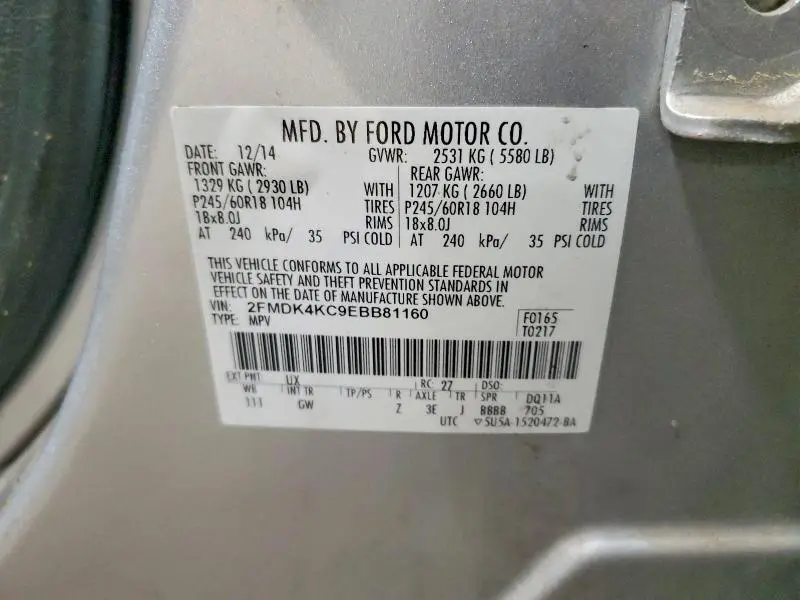 MFD. BY FORD MOTOR CO.
DATE: 12/14 GVWR: 2531 KG ( 5580 LB)
FRONT GAWR: REAR GAWR:
1329 KG ( 2930 LB) WITH 1207 KG ( 2660 LB) WITH
P245/60R18 104H TIRES P245/60R18 104H TIRES
18x8.0J RIMS 18x8.0J RIMS
AT 240 kPa/ 35 PSI COLD AT 240 kPa/ 35 PSI COLD
THIS VEHICLE CONFORMS TO ALL APPLICABLE FEDERAL MOTOR
VEHICLE SAFETY AND THEFT PREVENTION STANDARDS IN
EFFECT ON THE DATE OF MANUFACTURE SHOWN ABOVE.
VIN: 2FMDK4KC9EBB81160 F0165
TYPE: MPV T0217
EXT PNT UX RC: 27 DSO:
WB INT TR TP/PS R AXLE TR SPR DQ11A
111 GW Z 3E J BBBB 705
UTC ▽5U5A-1520472-BA